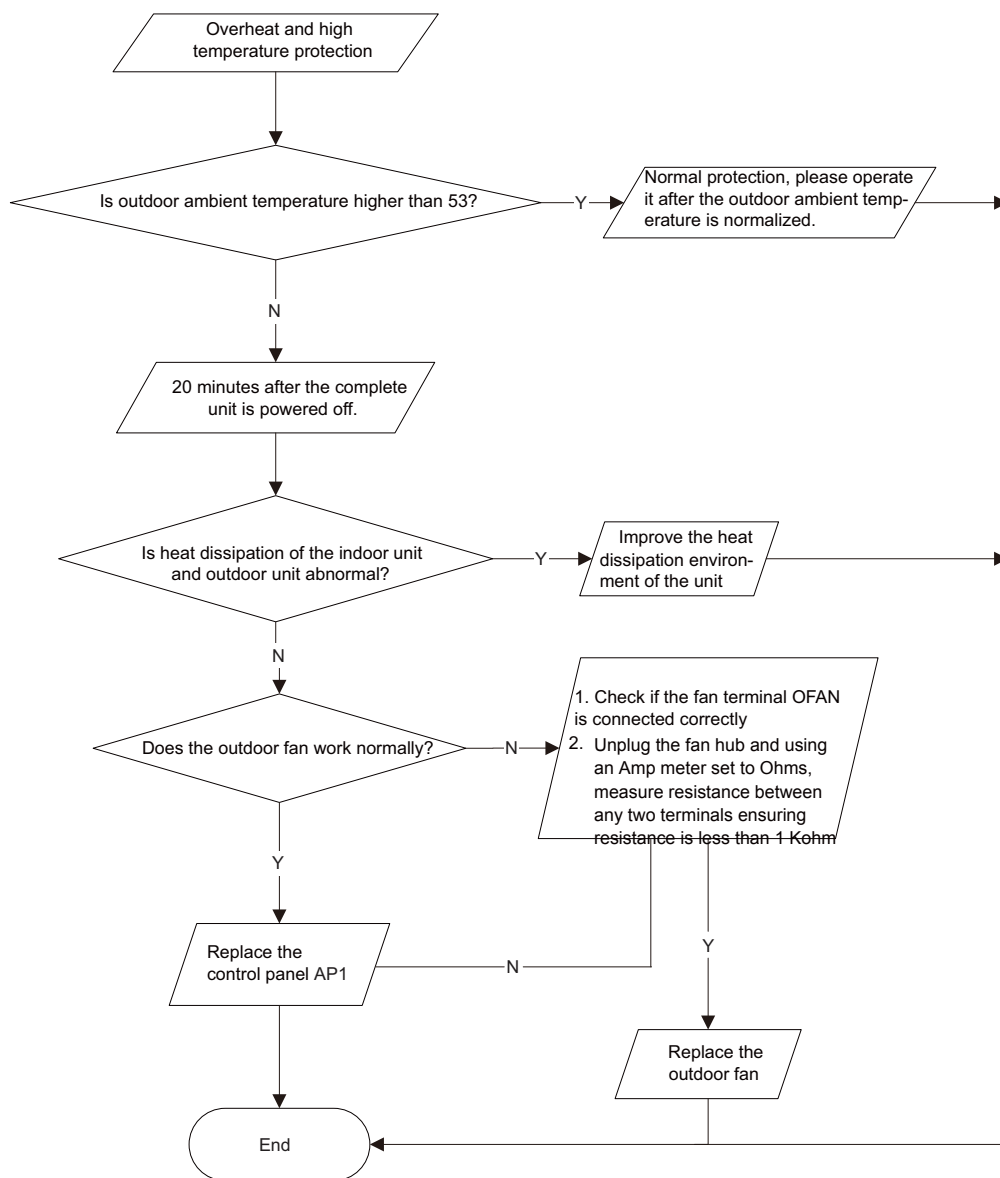 Overheat and high
temperature protection
Is outdoor ambient temperature higher than 53?
Y
Normal protection, please operate
it after the outdoor ambient temp-
erature is normalized.
N
20 minutes after the complete
unit is powered off.
Is heat dissipation of the indoor unit
and outdoor unit abnormal?
Y
Improve the heat
dissipation environ-
ment of the unit
N
Does the outdoor fan work normally?
N
1. Check if the fan terminal OFAN
is connected correctly
2. Unplug the fan hub and using
an Amp meter set to Ohms,
measure resistance between
any two terminals ensuring
resistance is less than 1 Kohm
Y
Replace the
control panel AP1
N
Y
Replace the
outdoor fan
End